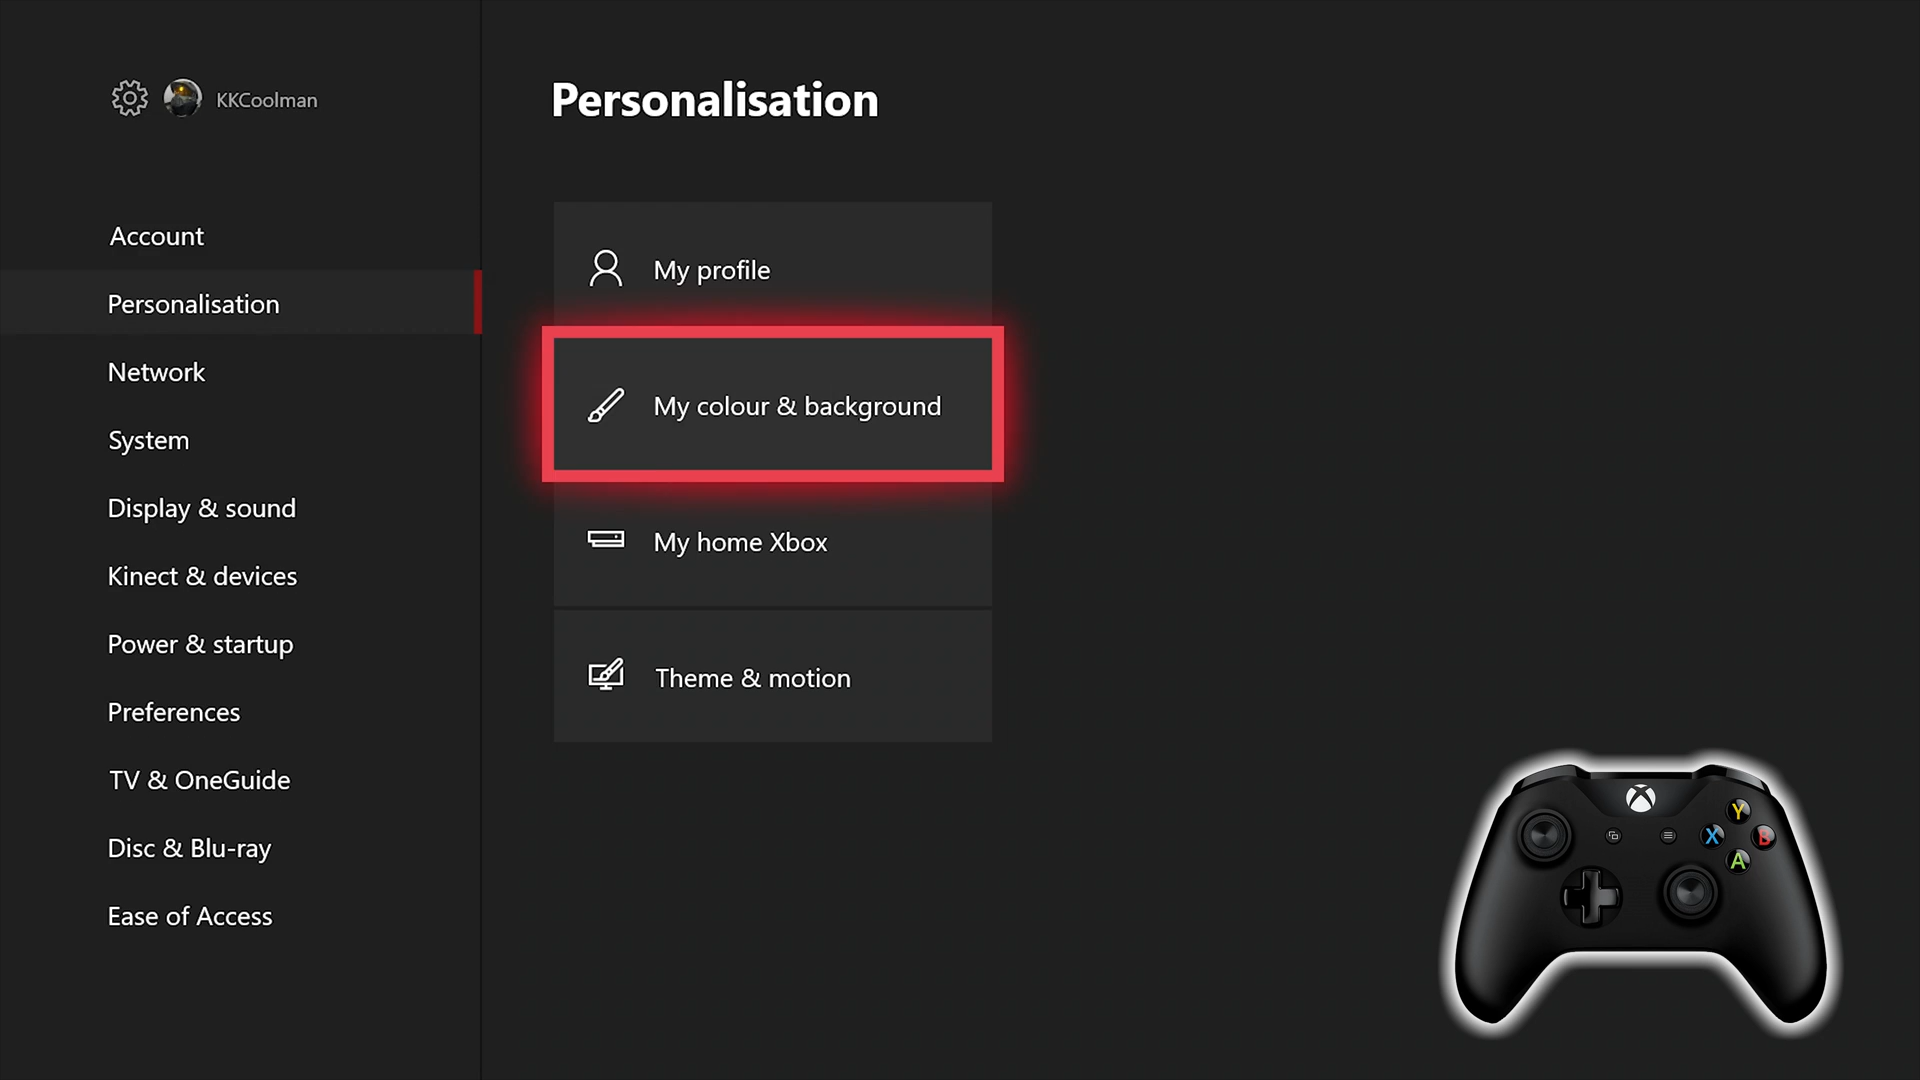 KKCoolman
Personalisation
Account
Personalisation
Network
System
Display & sound
Kinect & devices
Power & startup
Preferences
TV & OneGuide
Disc & Blu-ray
Ease of Access
My profile
My colour & background
My home Xbox
Theme & motion
Y
X
B
A